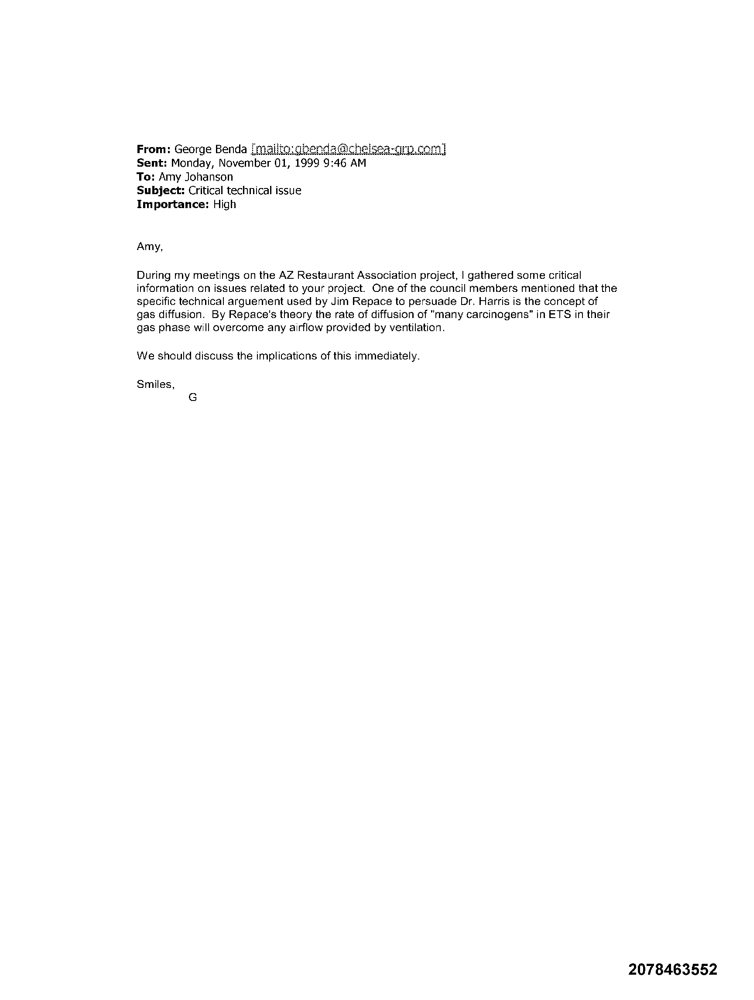 From: George Benda [mailto:gbenda@chelsea-grp.com]
Sent: Monday, November 01, 1999 9:46 AM
To: Amy Johanson
Subject: Critical technical issue
Importance: High
Amy,
During my meetings on the AZ Restaurant Association project, I gathered some critical
information on issues related to your project.  One of the council members mentioned that the
specific technical arguement used by Jim Repace to persuade Dr. Harris is the concept of
gas diffusion.  By Repace's theory the rate of diffusion of "many carcinogens" in ETS in their
gas phase will overcome any airflow provided by ventilation.
We should discuss the implications of this immediately.
Smiles,
G
2078463552